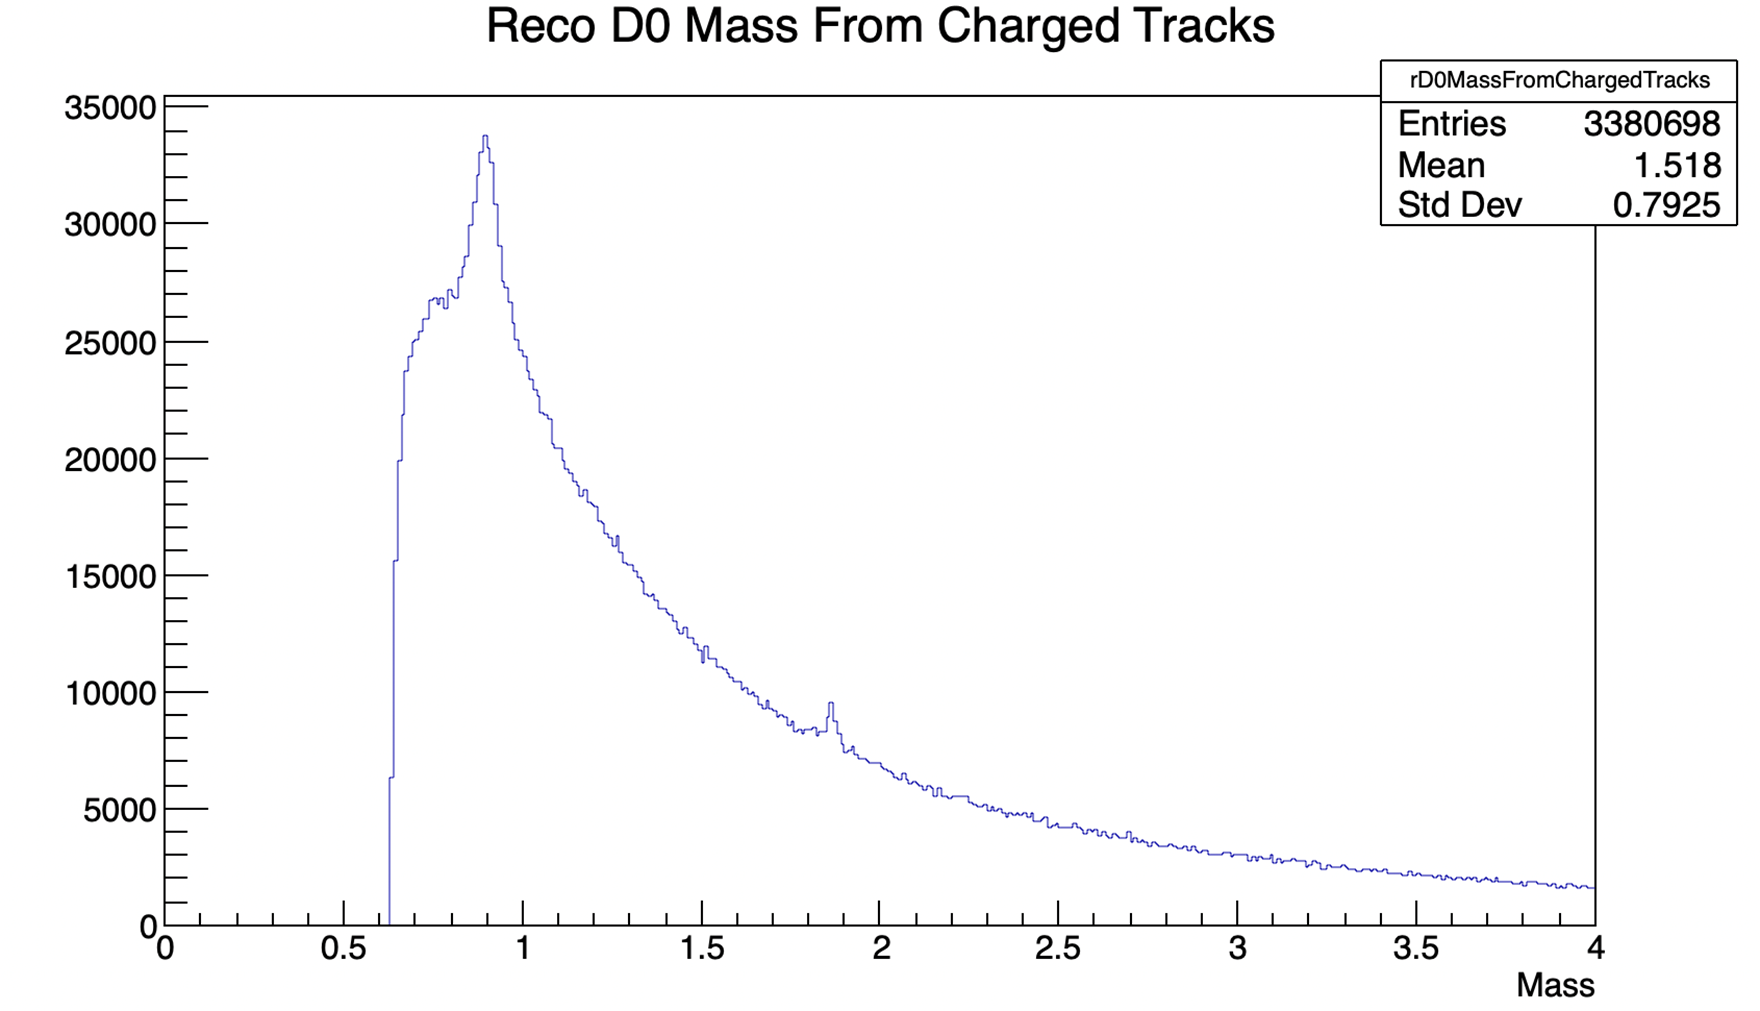 Reco D0 Mass From Charged Tracks
rD0MassFromChargedTracks
Entries 3380698
Mean 1.518
Std Dev 0.7925
35000
30000
25000
20000
15000
10000
5000
0
0 0.5 1 1.5 2 2.5 3 3.5 4
Mass